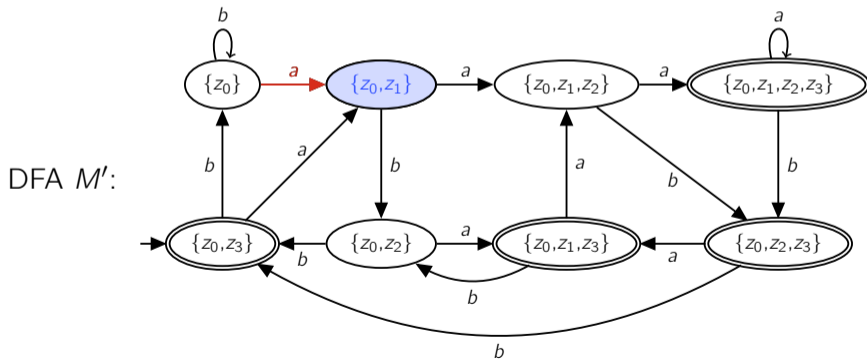 b a
{z₀} a {z₀,z₁} a {z₀,z₁,z₂} a {z₀,z₁,z₂,z₃}
b a b a b b
DFA M′:
{z₀,z₃} b {z₀,z₂} a {z₀,z₁,z₃} a {z₀,z₂,z₃}
b
b